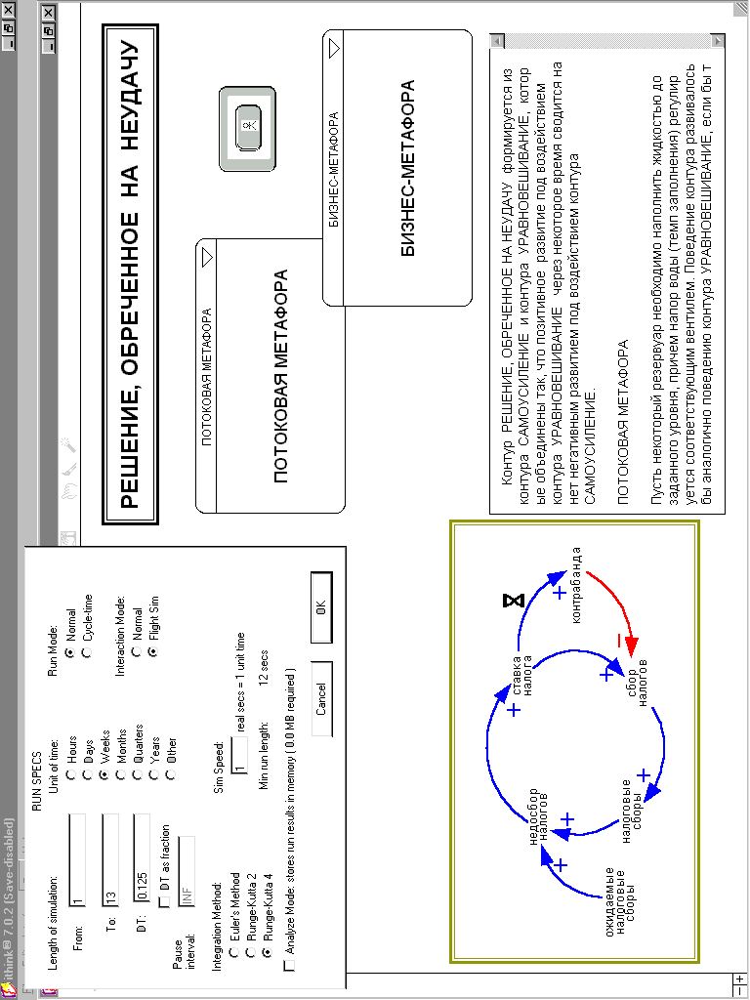 ithink® 7.0.2 (Save-disabled)
RUN SPECS
Length of simulation:
From:
1
To:
13
DT:
0.125
DT as fraction
Pause
interval:
INF
Integration Method:
Euler's Method
Runge-Kutta 2
Runge-Kutta 4
Analyze Mode: stores run results in memory ( 0.0 MB required )
Unit of time:
Hours
Days
Weeks
Months
Quarters
Years
Other
Run Mode:
Normal
Cycle-time
Interaction Mode:
Normal
Flight Sim
Sim Speed:
1
real secs = 1 unit time
Min run length:
12 secs
Cancel
OK
РЕШЕНИЕ, ОБРЕЧЕННОЕ НА НЕУДАЧУ
ПОТОКОВАЯ МЕТАФОРА
ПОТОКОВАЯ МЕТАФОРА
БИЗНЕС-МЕТАФОРА
БИЗНЕС-МЕТАФОРА
ожидаемые
налоговые
сборы
недосбор
налогов
налоговые
сборы
ставка
налога
сбор
налогов
контрабанда
+
+
+
+
+
+
−
Контур РЕШЕНИЕ, ОБРЕЧЕННОЕ НА НЕУДАЧУ формируется из
контура САМОУСИЛЕНИЕ и контура УРАВНОВЕШИВАНИЕ, котор
ые объединены так, что позитивное развитие под воздействием
контура УРАВНОВЕШИВАНИЕ через некоторое время сводится на
нет негативным развитием под воздействием контура
САМОУСИЛЕНИЕ.
ПОТОКОВАЯ МЕТАФОРА
Пусть некоторый резервуар необходимо наполнить жидкостью до
заданного уровня, причем напор воды (темп заполнения) регулир
уется соответствующим вентилем. Поведение контура развивалось
бы аналогично поведению контура УРАВНОВЕШИВАНИЕ, если бы т